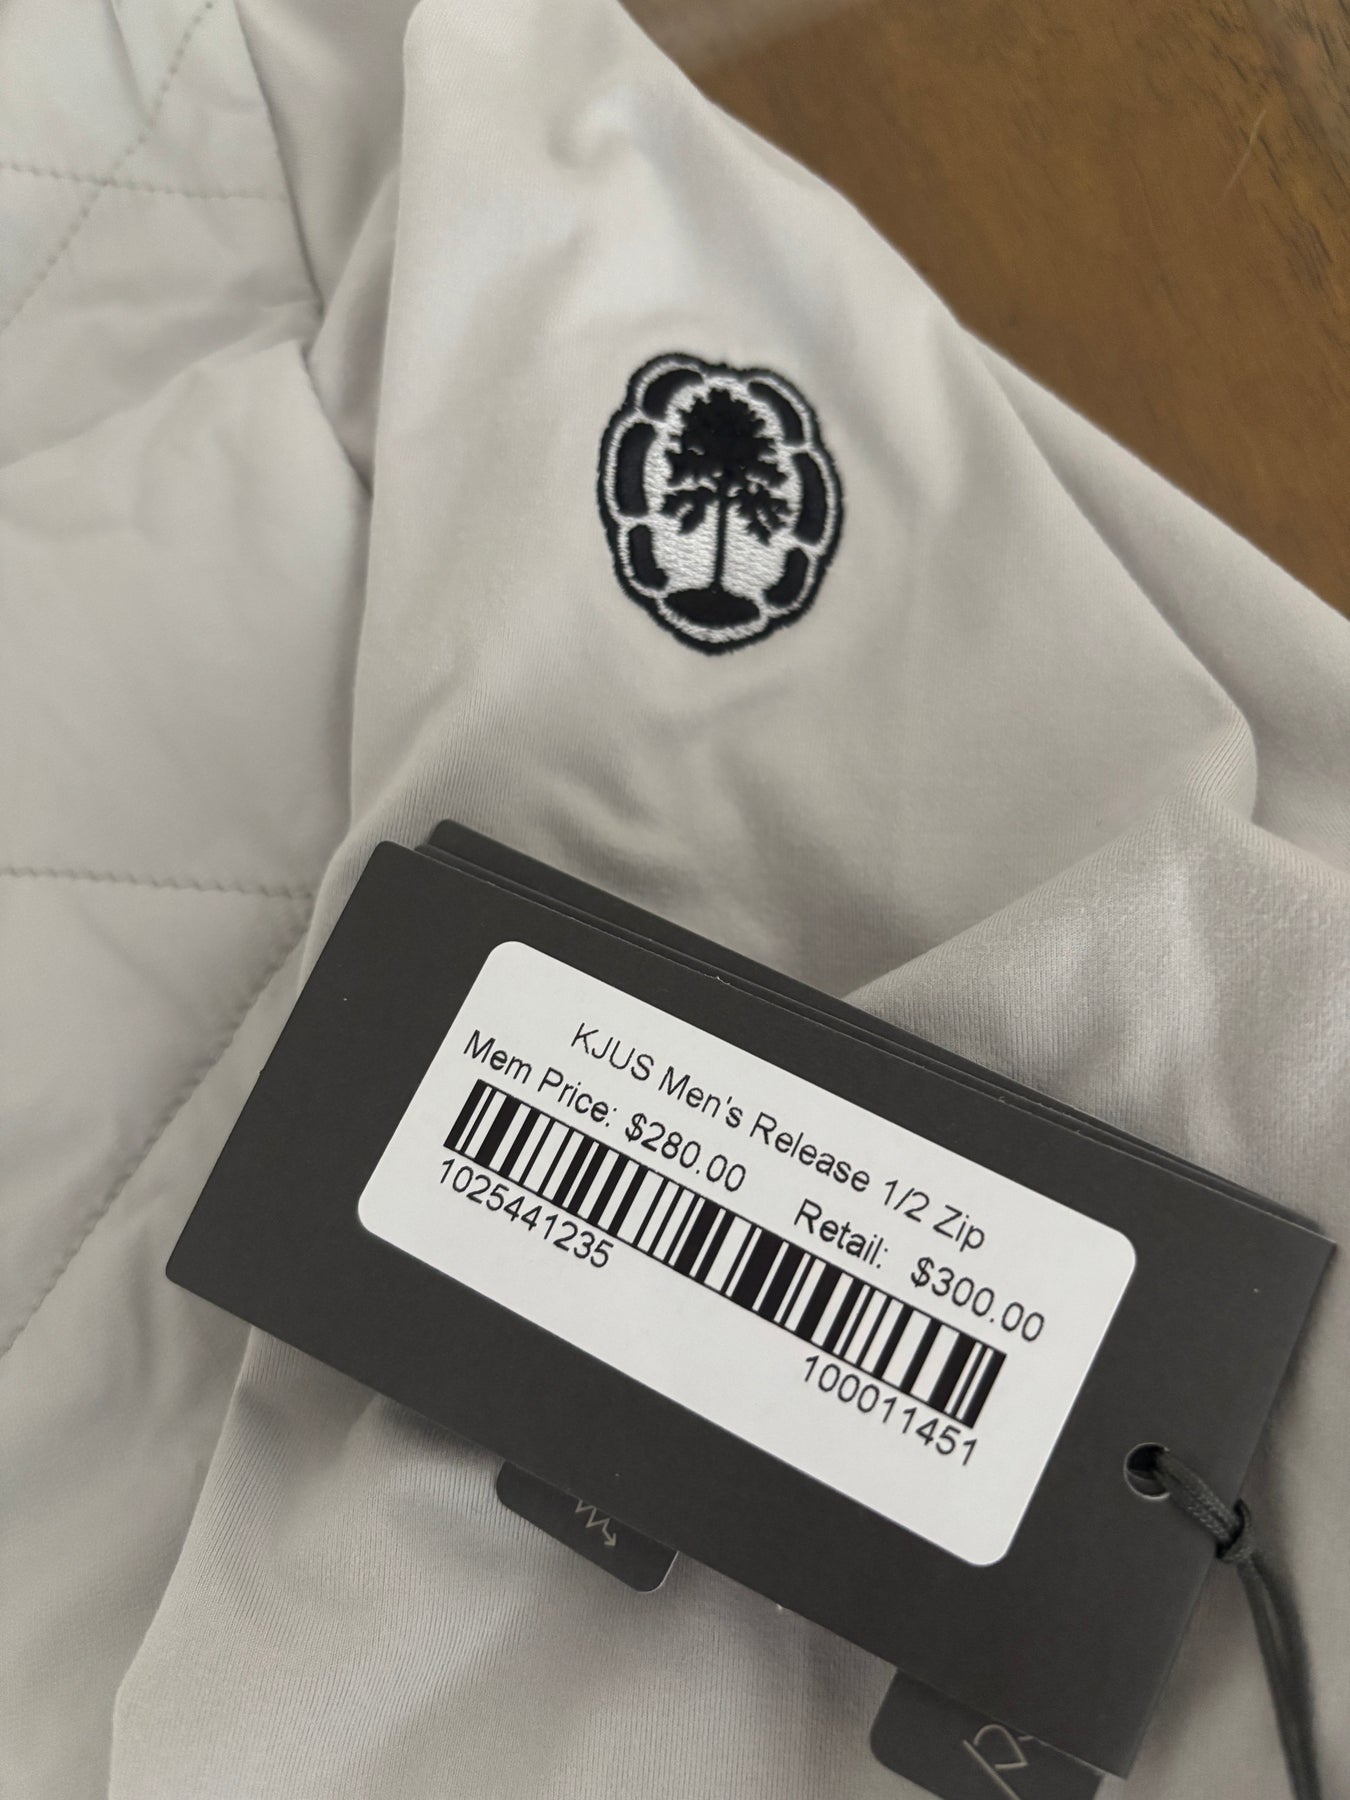 KJUS Men's Release 1/2 Zip
Mem Price: $280.00 Retail: $300.00
1025441235 100011451